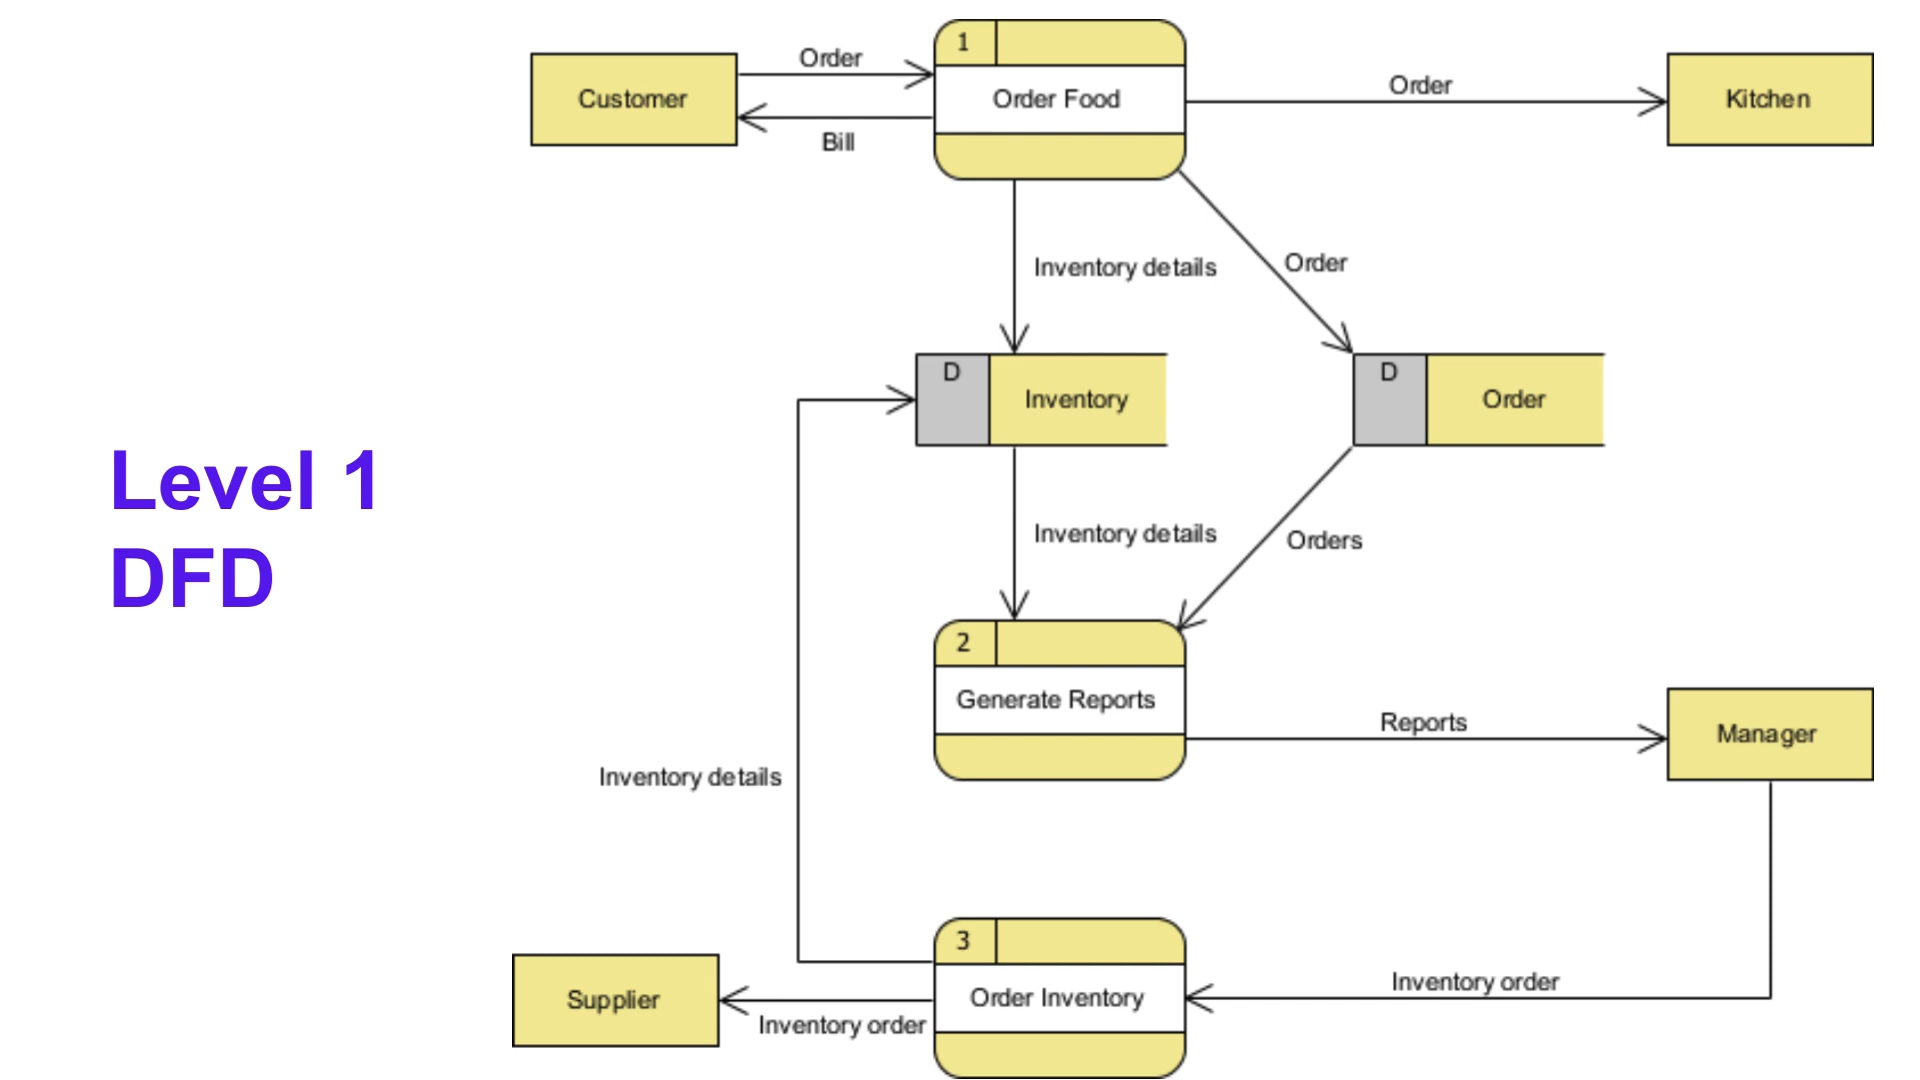 Level 1
DFD
1
Order
Customer
Order Food
Order
Kitchen
Bill
Inventory details
Order
D
Inventory
D
Order
Inventory details
Orders
2
Generate Reports
Reports
Manager
Inventory details
3
Supplier
Order Inventory
Inventory order
Inventory order